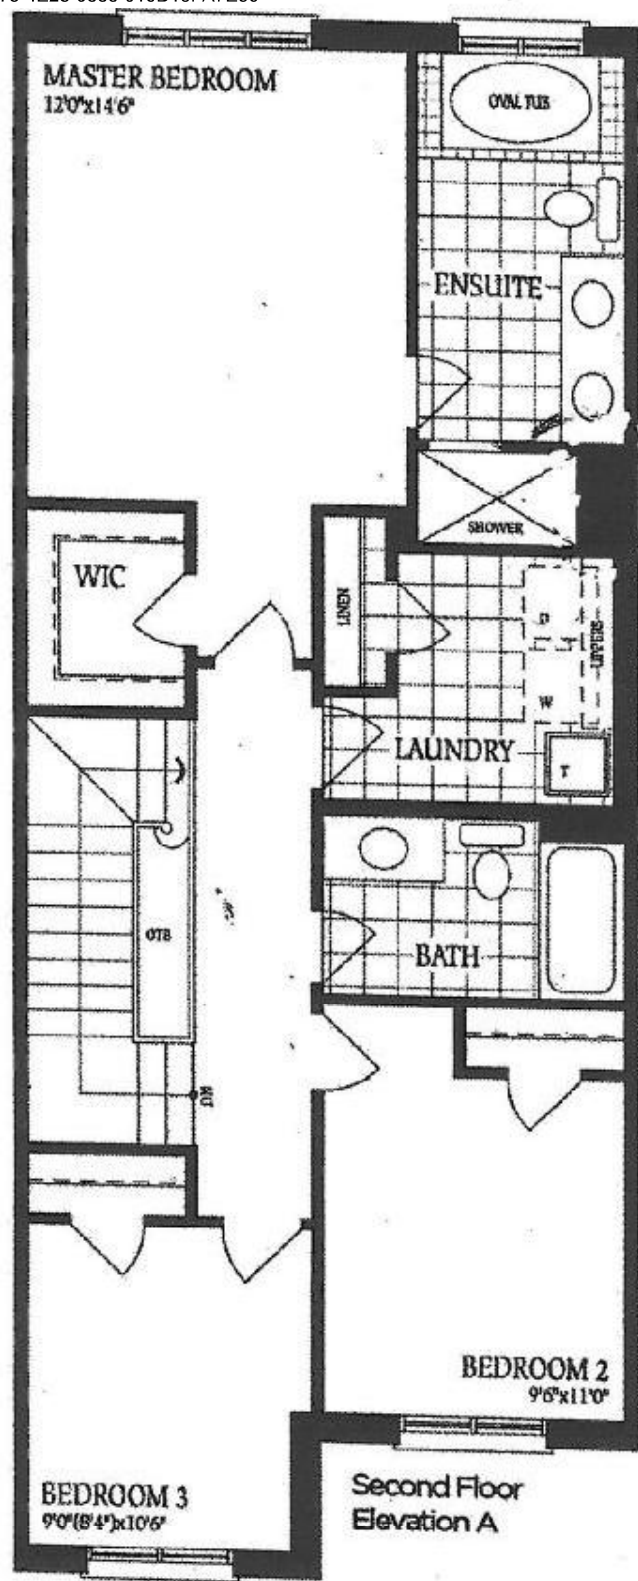 MASTER BEDROOM
12'0"x14'6"
OVAL TUB
ENSUITE
SHOWER
WIC
LINEN
D
UPPERS
W
LAUNDRY
T
OTB
BATH
DN
BEDROOM 2
9'6"x11'0"
BEDROOM 3
9'0"(8'4")x10'6"
Second Floor
Elevation A